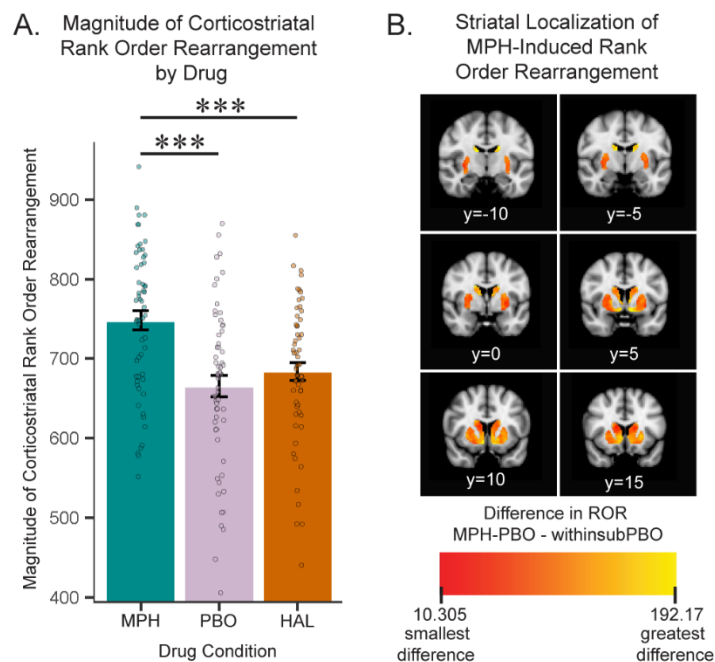 A.
Magnitude of Corticostriatal
Rank Order Rearrangement
by Drug
***
***
Magnitude of Corticostriatal Rank Order Rearrangement
900
800
700
600
500
400
MPH
PBO
HAL
Drug Condition
B.
Striatal Localization of
MPH-Induced Rank
Order Rearrangement
y=-10
y=-5
y=0
y=5
y=10
y=15
Difference in ROR
MPH-PBO - withinsubPBO
10.305
smallest
difference
192.17
greatest
difference